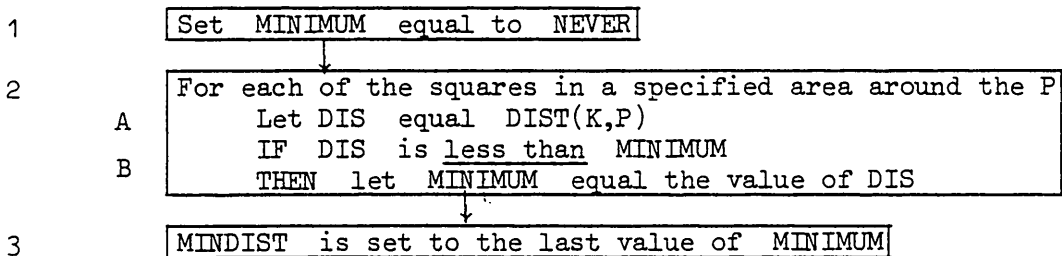 1 Set MINIMUM equal to NEVER
2 For each of the squares in a specified area around the P
A Let DIS equal DIST(K,P)
IF DIS is less than MINIMUM
B THEN let MINIMUM equal the value of DIS
3 MINDIST is set to the last value of MINIMUM